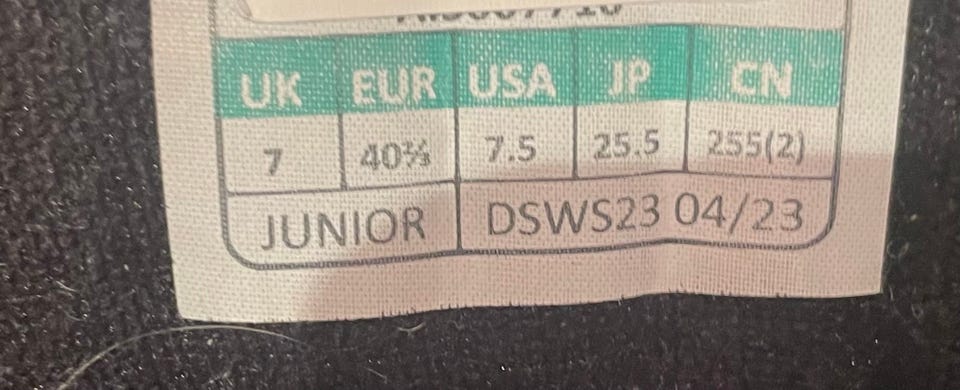 UK EUR USA JP CN
7 40⅔ 7.5 25.5 255(2)
JUNIOR DSWS23 04/23